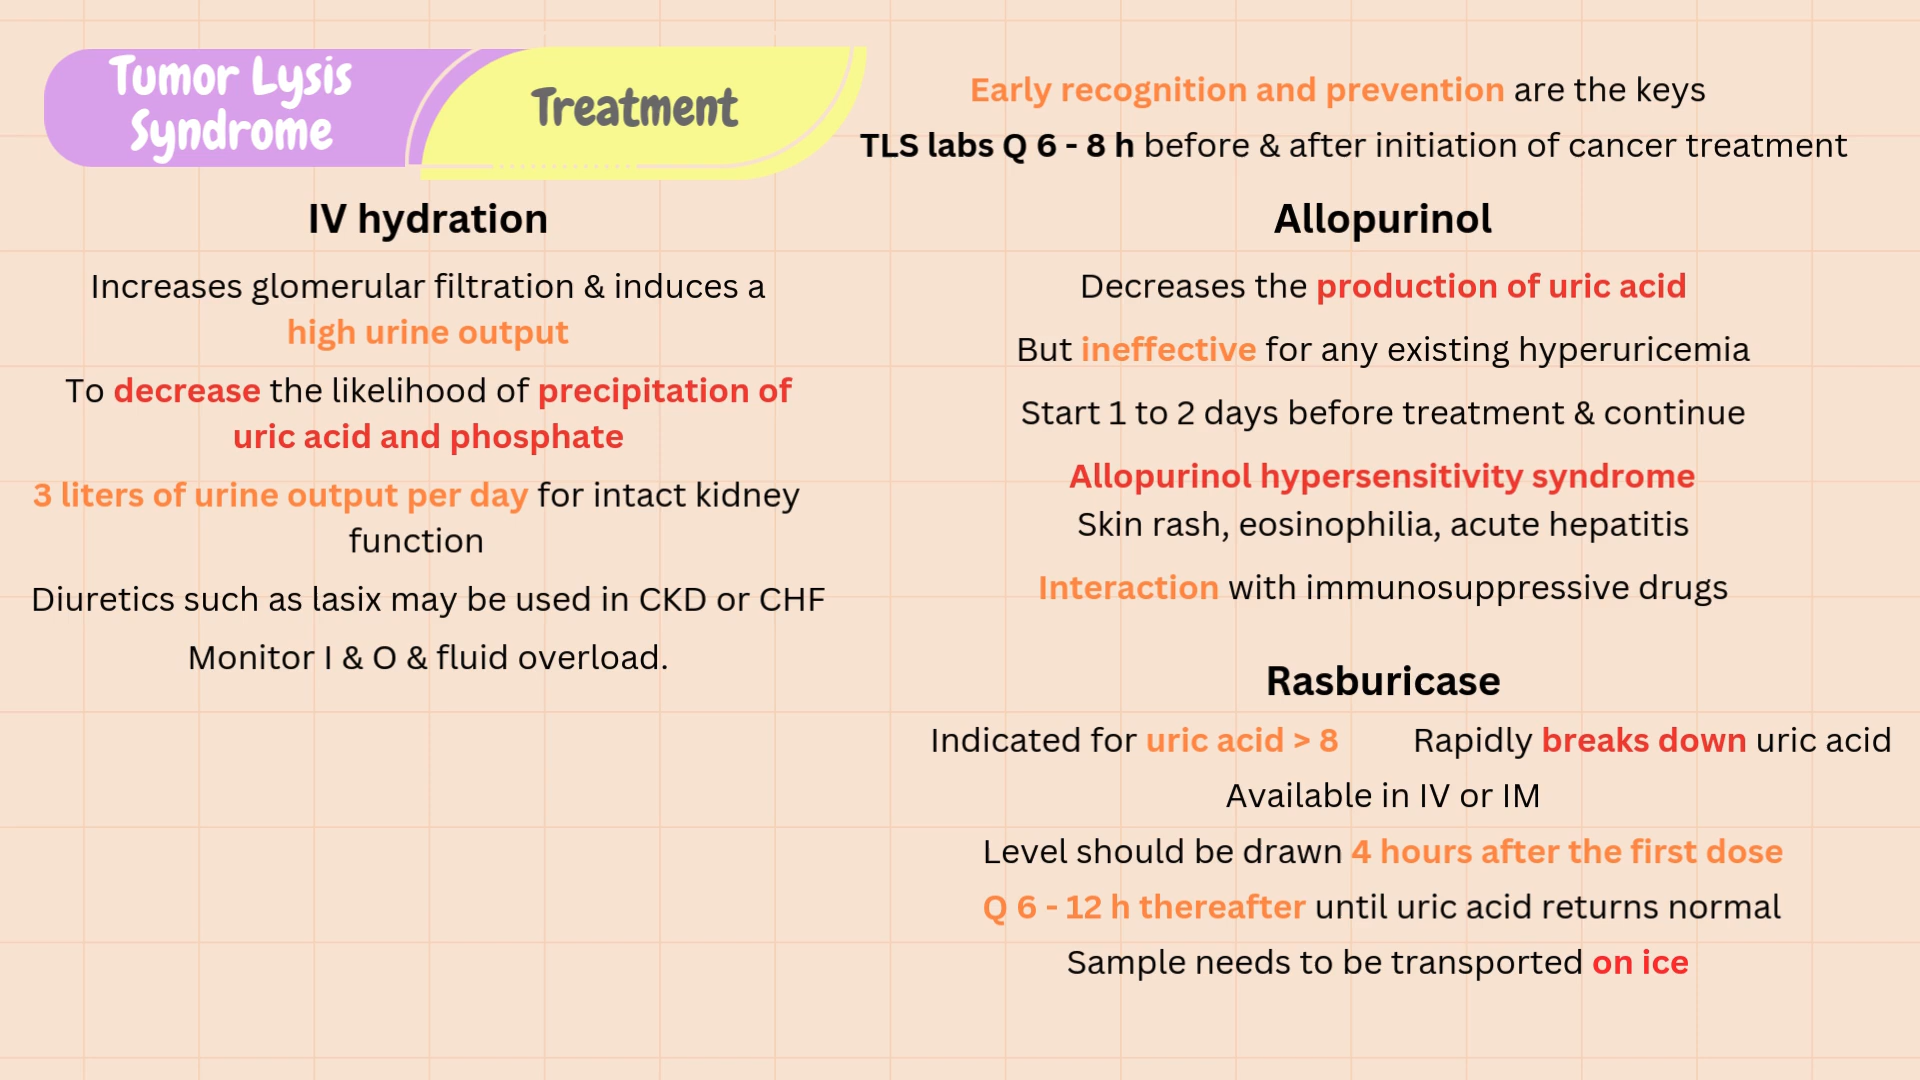 Tumor Lysis
Syndrome
Treatment
Early recognition and prevention are the keys
TLS labs Q 6 - 8 h before & after initiation of cancer treatment
IV hydration
Increases glomerular filtration & induces a
high urine output
To decrease the likelihood of precipitation of
uric acid and phosphate
3 liters of urine output per day for intact kidney
function
Diuretics such as lasix may be used in CKD or CHF
Monitor I & O & fluid overload.
Allopurinol
Decreases the production of uric acid
But ineffective for any existing hyperuricemia
Start 1 to 2 days before treatment & continue
Allopurinol hypersensitivity syndrome
Skin rash, eosinophilia, acute hepatitis
Interaction with immunosuppressive drugs
Rasburicase
Indicated for uric acid > 8 Rapidly breaks down uric acid
Available in IV or IM
Level should be drawn 4 hours after the first dose
Q 6 - 12 h thereafter until uric acid returns normal
Sample needs to be transported on ice